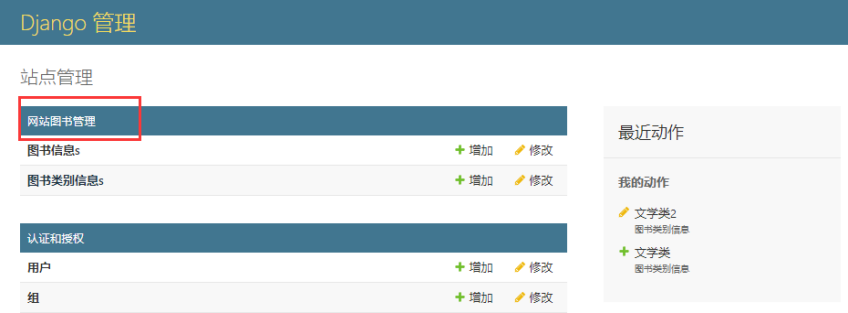 Django 管理
站点管理
网站图书管理
图书信息s 增加 修改
图书类别信息s 增加 修改
认证和授权
用户 增加 修改
组 增加 修改
最近动作
我的动作
文学类2
图书类别信息
文学类
图书类别信息